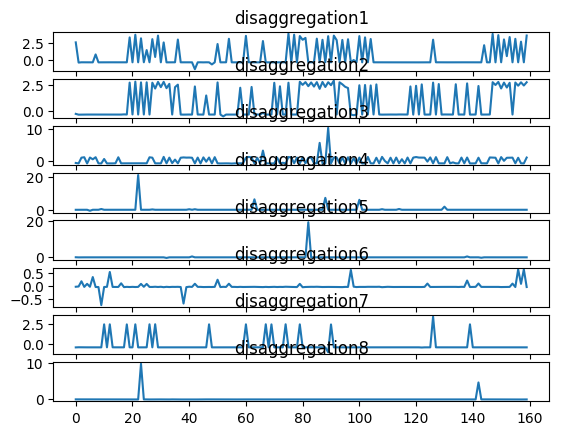 disaggregation1
2.5
0.0
disaggregation2
2.5
0.0
disaggregation3
10
0
disaggregation4
20
0
disaggregation5
20
0
disaggregation6
0.5
0.0
−0.5
disaggregation7
2.5
0.0
disaggregation8
10
0
0 20 40 60 80 100 120 140 160